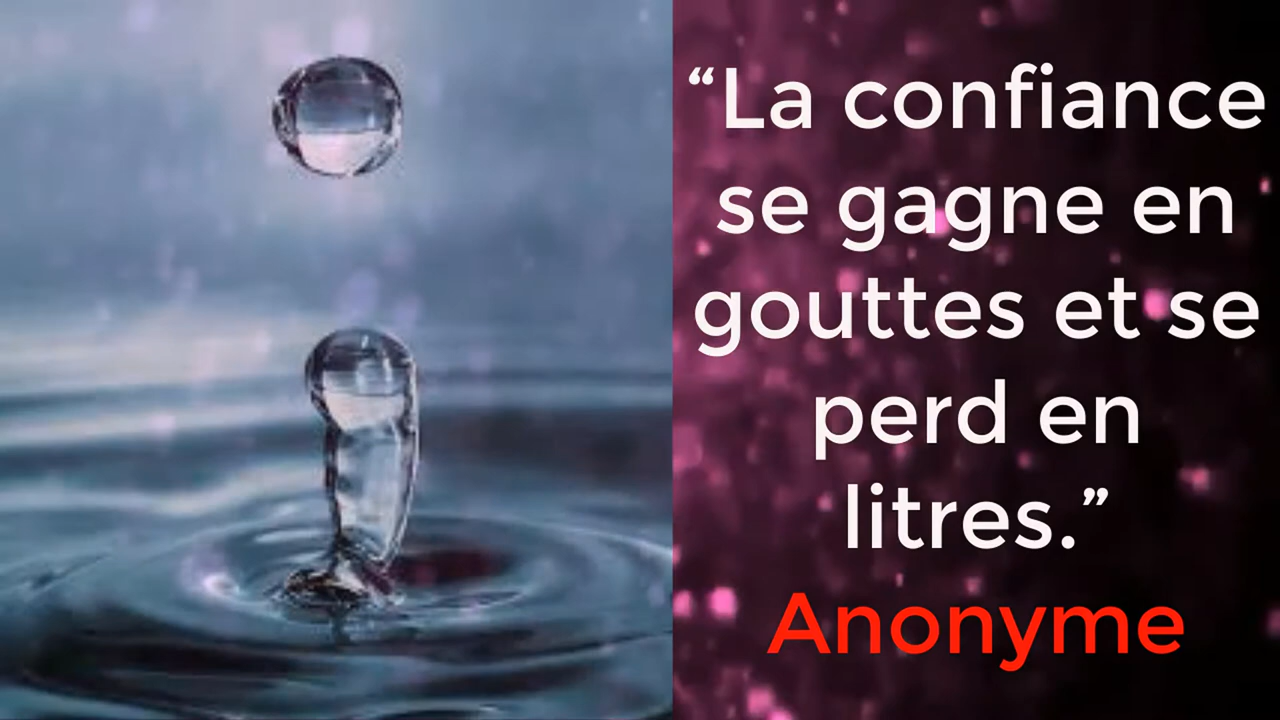 “La confiance
se gagne en
gouttes et se
perd en
litres.”
Anonyme